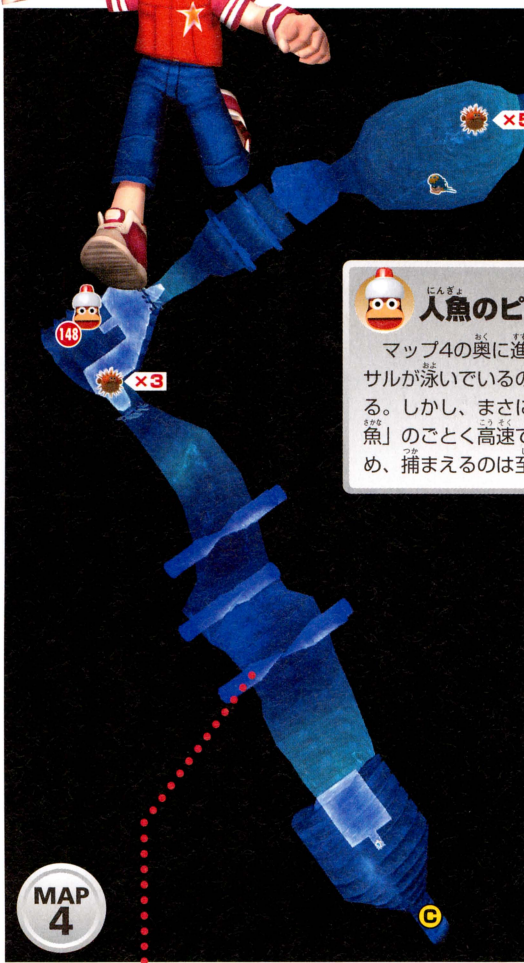 ×5
148
×3
人魚のピ
マップ4の奥に進
サルが泳いでいるの
る。しかし、まさに
魚」のごとく高速で
め、捕まえるのは至
MAP
4
C